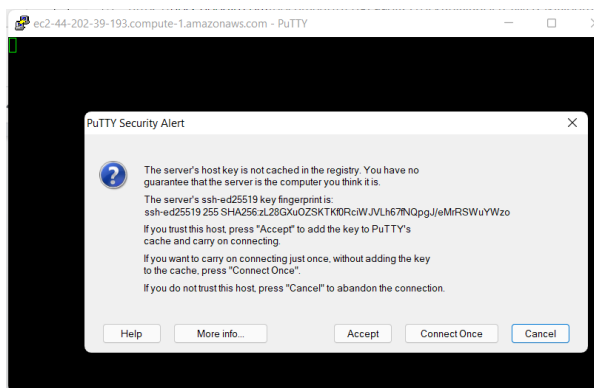 ec2-44-202-39-193.compute-1.amazonaws.com - PuTTY
PuTTY Security Alert
The server's host key is not cached in the registry. You have no
guarantee that the server is the computer you think it is.
The server's ssh-ed25519 key fingerprint is:
ssh-ed25519 255 SHA256:zL28GXuOZSKTKf0RciWJVLh67fNQpgJ/eMrRSWuYWzo
If you trust this host, press "Accept" to add the key to PuTTY's
cache and carry on connecting.
If you want to carry on connecting just once, without adding the key
to the cache, press "Connect Once".
If you do not trust this host, press "Cancel" to abandon the connection.
Help More info... Accept Connect Once Cancel